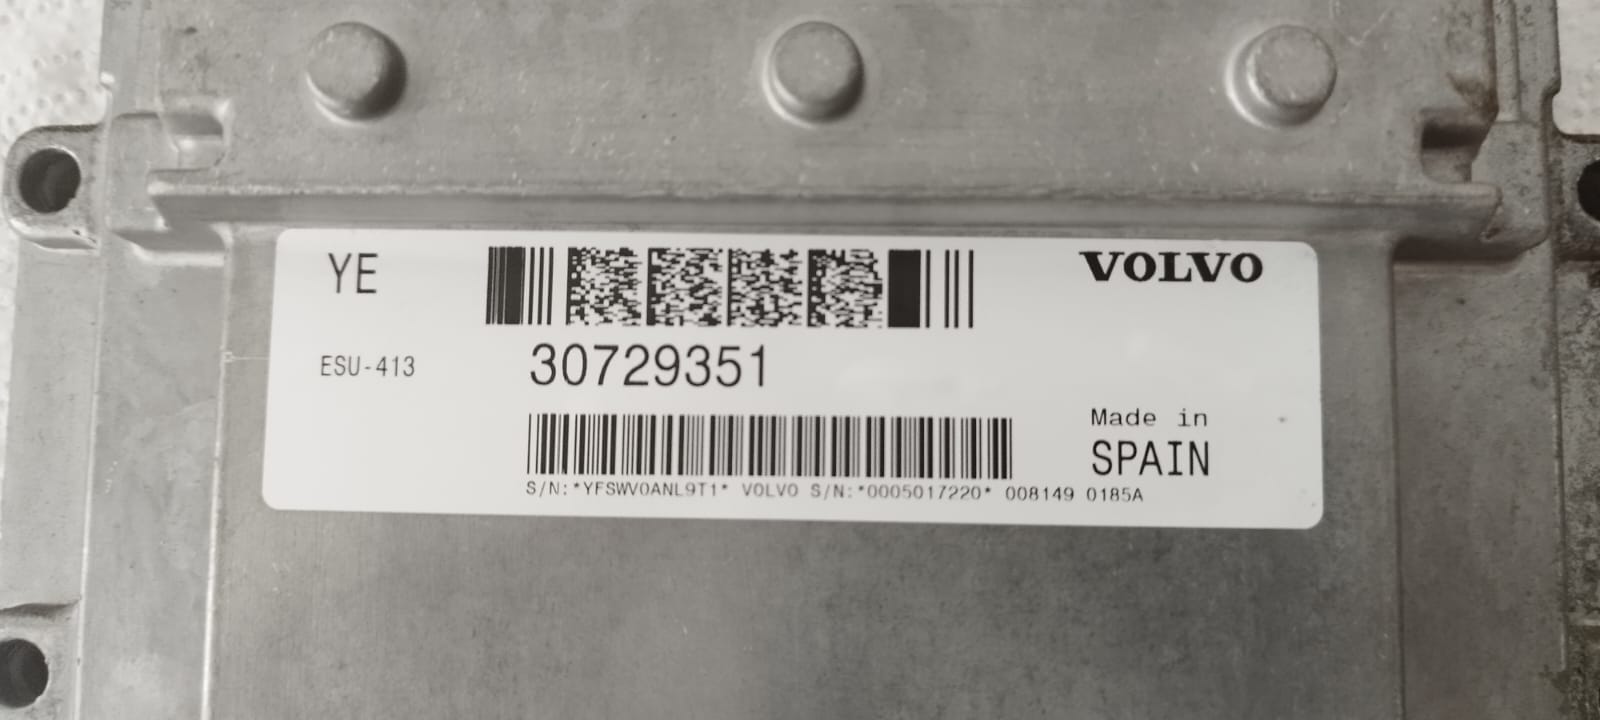 YE
VOLVO
ESU-413
30729351
Made in
SPAIN
S/N:*YFSWV0ANL9T1* VOLVO S/N:*0005017220* 008149 0185A